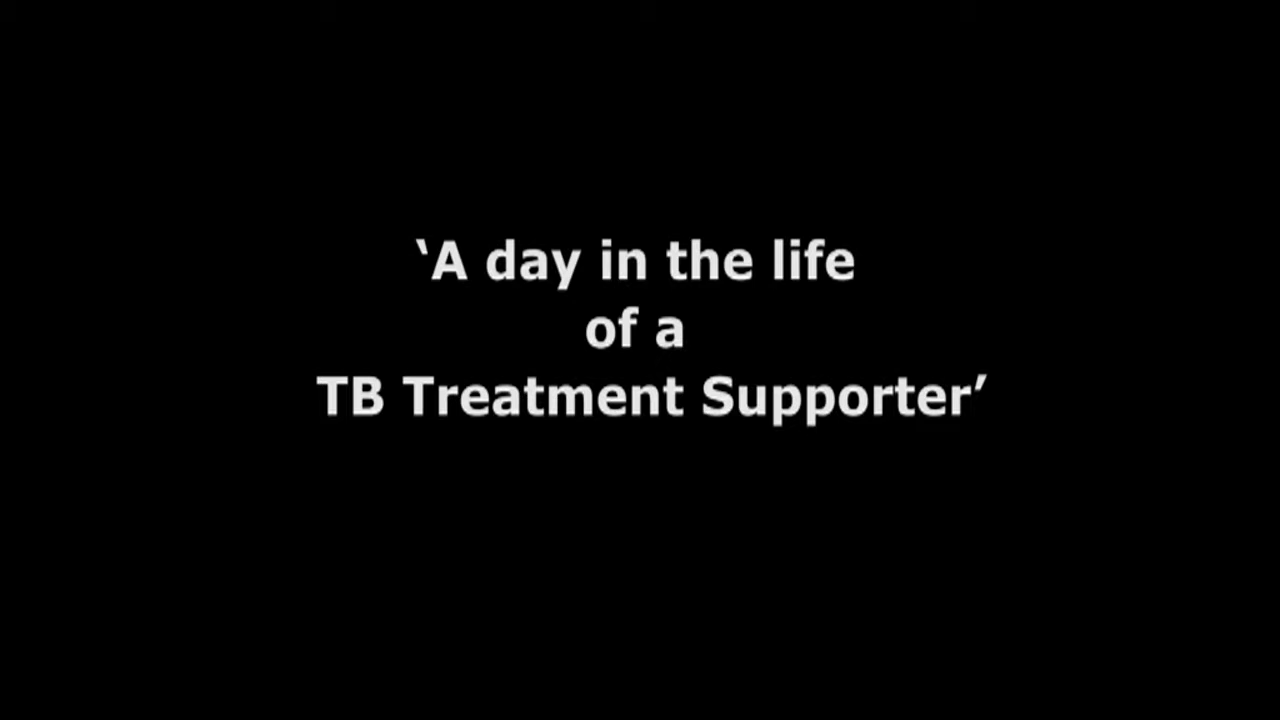 ‘A day in the life
of a
TB Treatment Supporter’